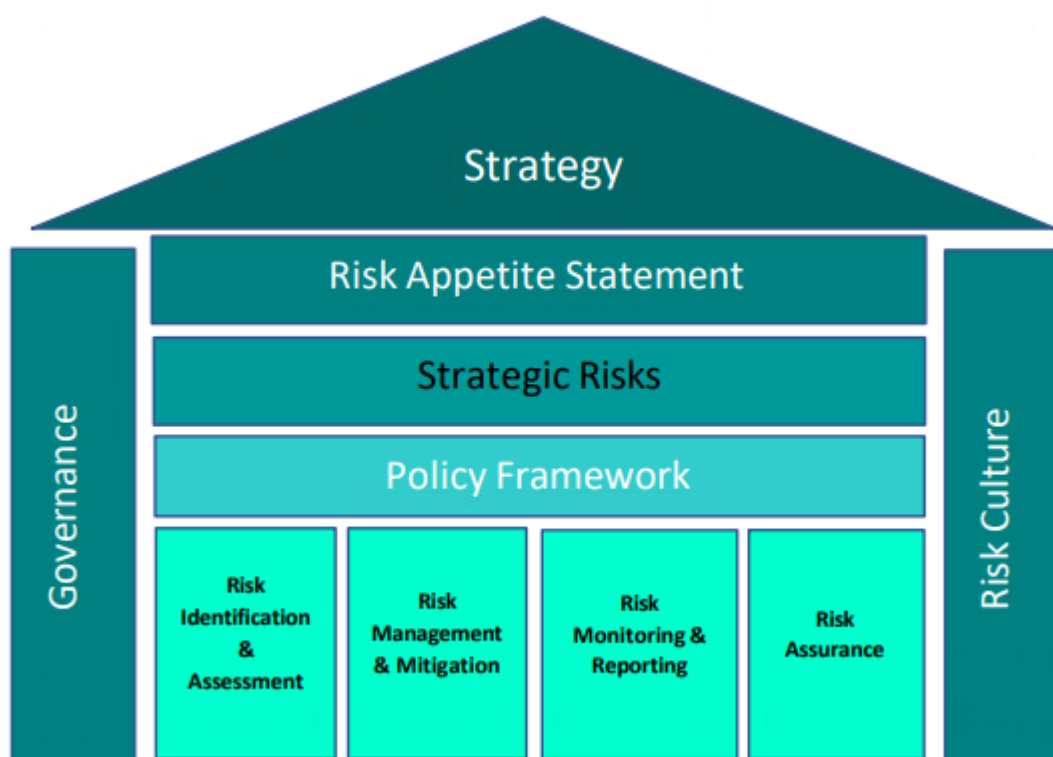 Strategy
Risk Appetite Statement
Strategic Risks
Policy Framework
Governance
Risk Culture
Risk
Identification
&
Assessment
Risk
Management
& Mitigation
Risk
Monitoring &
Reporting
Risk
Assurance